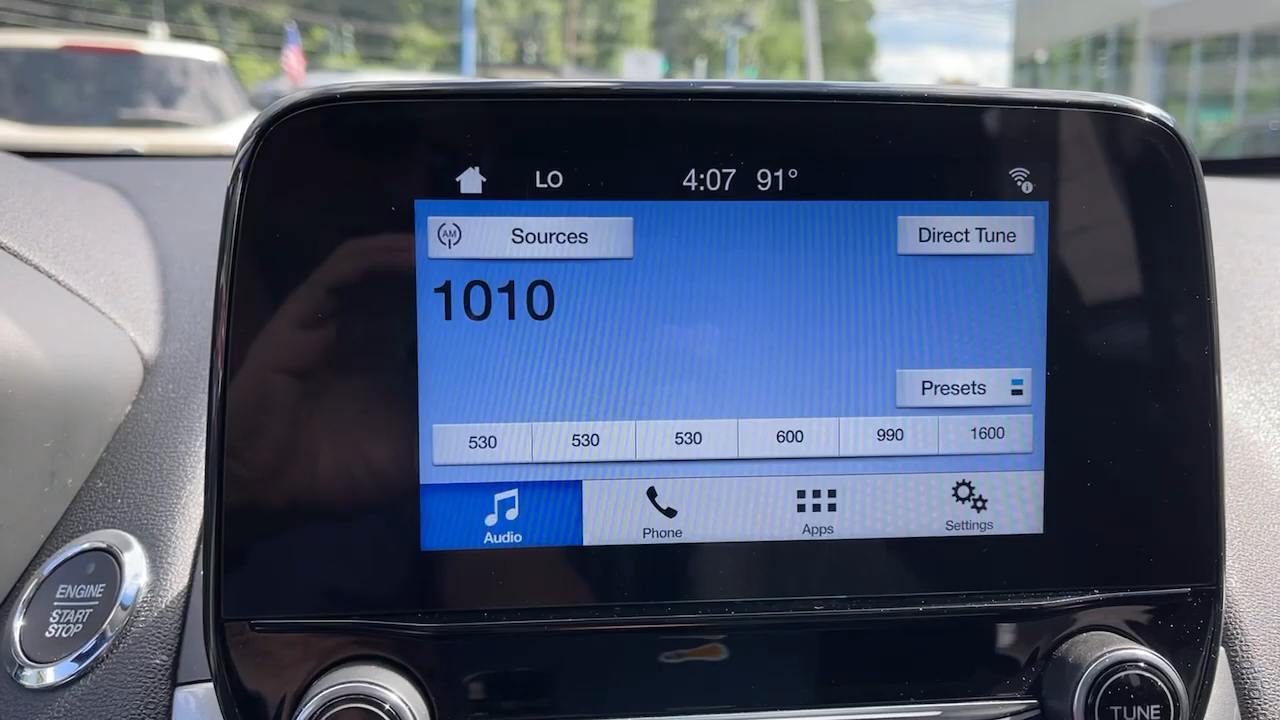 LO 4:07 91°
AM Sources Direct Tune
1010
Presets
530 530 530 600 990 1600
Audio Phone Apps Settings
ENGINE
START
STOP
TUNE